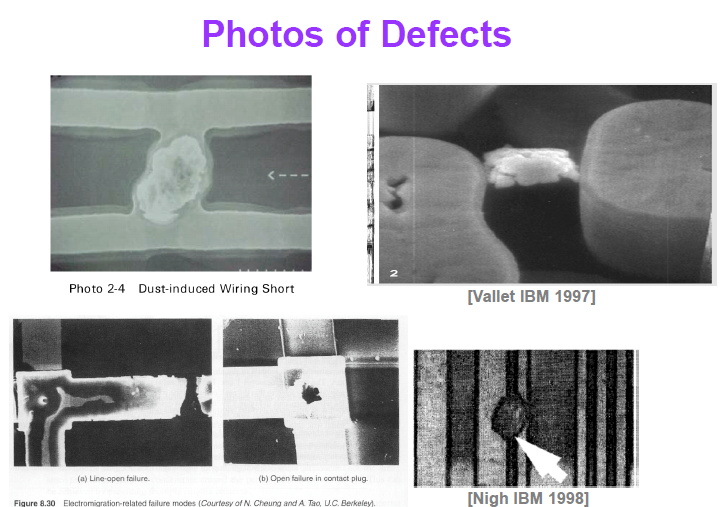 Photos of Defects
Photo 2-4 Dust-induced Wiring Short
2
[Vallet IBM 1997]
(a) Line-open failure.
(b) Open failure in contact plug.
Figure 8.30 Electromigration-related failure modes (Courtesy of N. Cheung and A. Tao, U.C. Berkeley).
[Nigh IBM 1998]